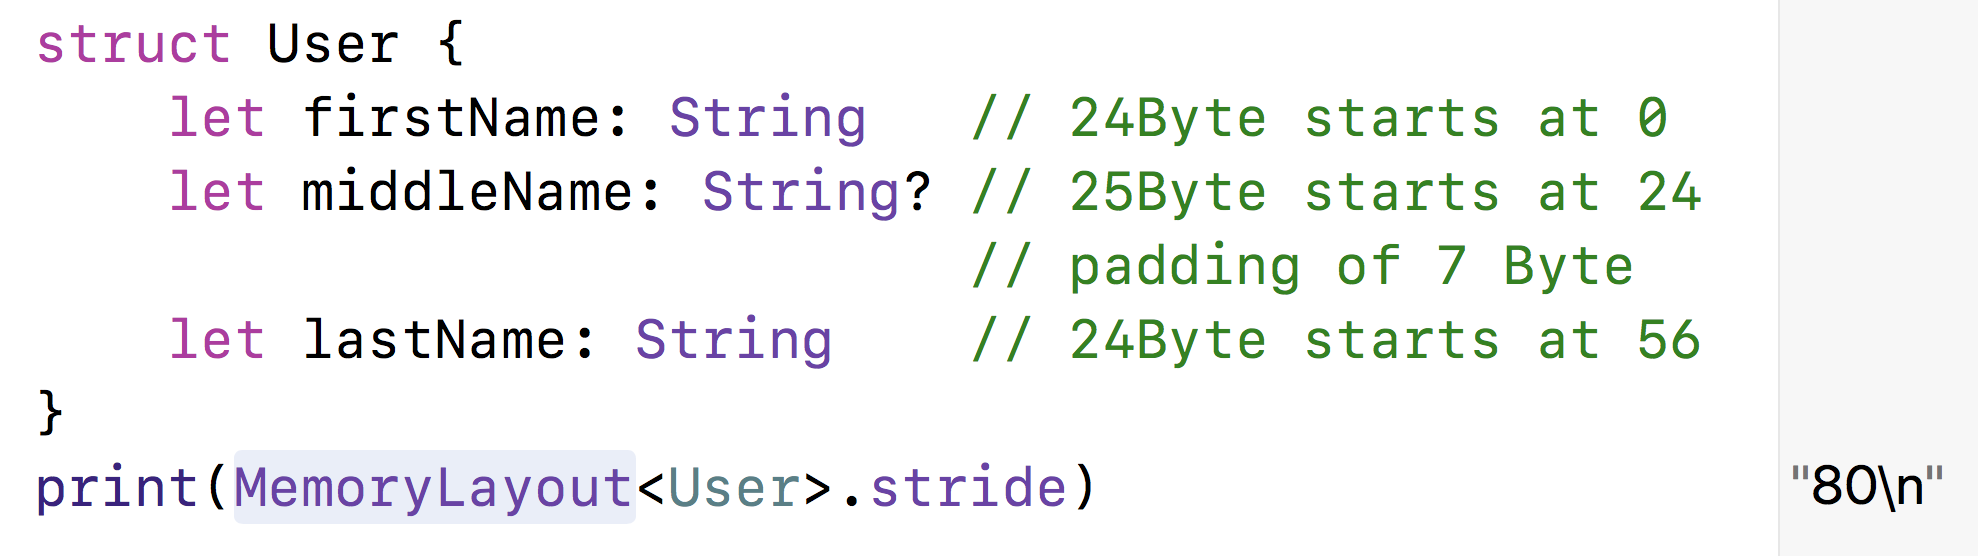 struct User {
    let firstName: String   // 24Byte starts at 0
    let middleName: String? // 25Byte starts at 24
                            // padding of 7 Byte
    let lastName: String    // 24Byte starts at 56
}
print(MemoryLayout<User>.stride) "80\n"